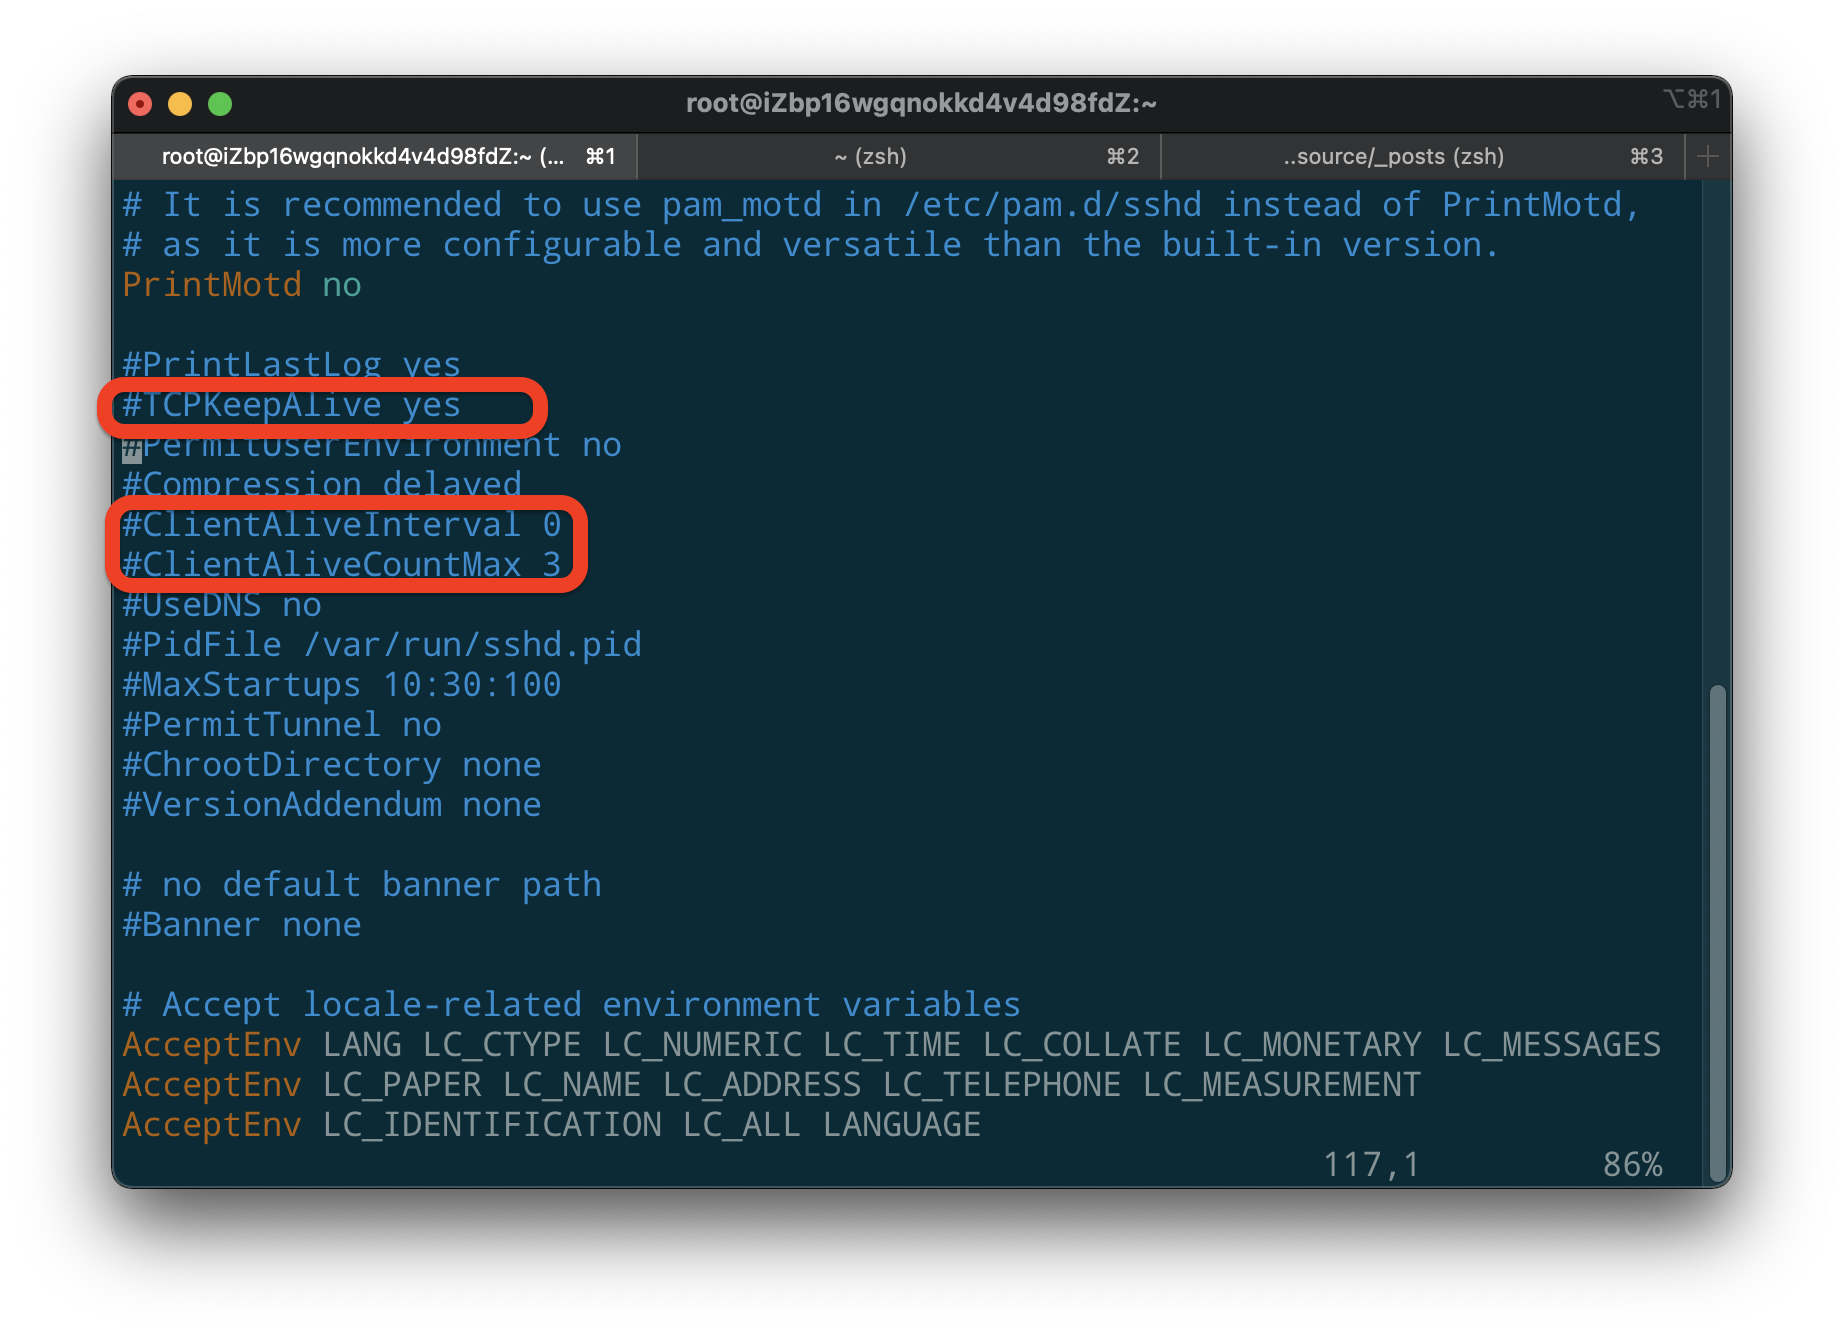 root@iZbp16wgqnokkd4v4d98fdZ:~
⌥⌘1
root@iZbp16wgqnokkd4v4d98fdZ:~ (... ⌘1
~ (zsh) ⌘2
..source/_posts (zsh) ⌘3
# It is recommended to use pam_motd in /etc/pam.d/sshd instead of PrintMotd,
# as it is more configurable and versatile than the built-in version.
PrintMotd no
#PrintLastLog yes
#TCPKeepAlive yes
#PermitUserEnvironment no
#Compression delayed
#ClientAliveInterval 0
#ClientAliveCountMax 3
#UseDNS no
#PidFile /var/run/sshd.pid
#MaxStartups 10:30:100
#PermitTunnel no
#ChrootDirectory none
#VersionAddendum none
# no default banner path
#Banner none
# Accept locale-related environment variables
AcceptEnv LANG LC_CTYPE LC_NUMERIC LC_TIME LC_COLLATE LC_MONETARY LC_MESSAGES
AcceptEnv LC_PAPER LC_NAME LC_ADDRESS LC_TELEPHONE LC_MEASUREMENT
AcceptEnv LC_IDENTIFICATION LC_ALL LANGUAGE
117,1 86%